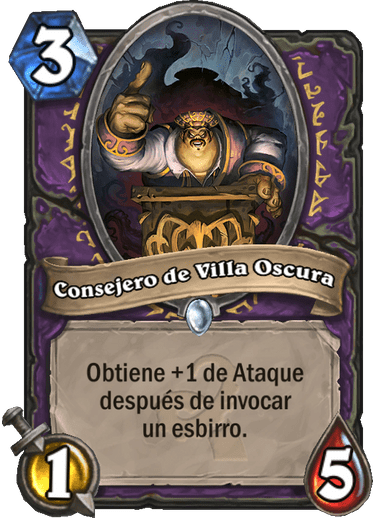 3
Consejero de Villa Oscura
Obtiene +1 de Ataque
después de invocar
un esbirro.
1
5